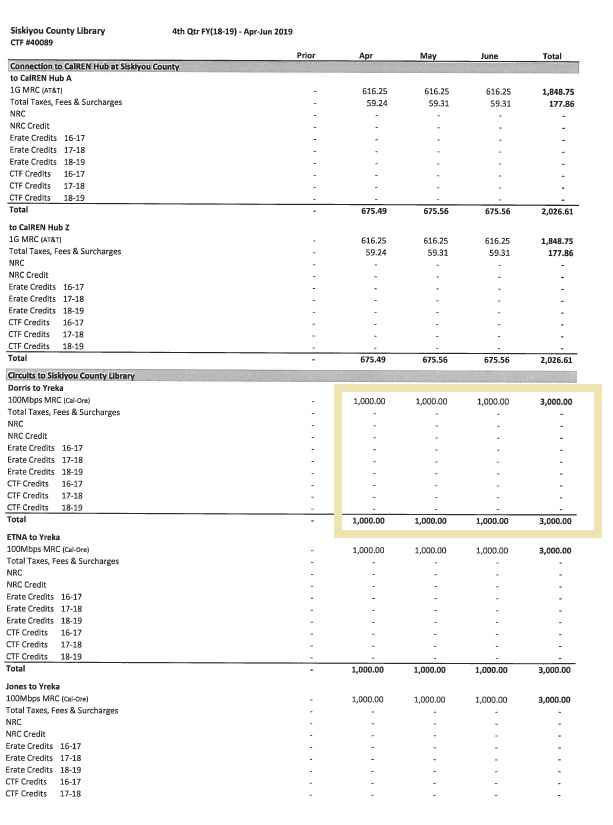 Siskiyou County Library 4th Qtr FY(18-19) - Apr-Jun 2019
CTF #40089
Prior Apr May June Total
Connection to CalREN Hub at Siskiyou County
to CalREN Hub A
1G MRC (AT&T) - 616.25 616.25 616.25 1,848.75
Total Taxes, Fees & Surcharges - 59.24 59.31 59.31 177.86
NRC - - - - -
NRC Credit - - - - -
Erate Credits 16-17 - - - - -
Erate Credits 17-18 - - - - -
Erate Credits 18-19 - - - - -
CTF Credits 16-17 - - - - -
CTF Credits 17-18 - - - - -
CTF Credits 18-19 - - - - -
Total - 675.49 675.56 675.56 2,026.61
to CalREN Hub Z
1G MRC (AT&T) - 616.25 616.25 616.25 1,848.75
Total Taxes, Fees & Surcharges - 59.24 59.31 59.31 177.86
NRC - - - - -
NRC Credit - - - - -
Erate Credits 16-17 - - - - -
Erate Credits 17-18 - - - - -
Erate Credits 18-19 - - - - -
CTF Credits 16-17 - - - - -
CTF Credits 17-18 - - - - -
CTF Credits 18-19 - - - - -
Total - 675.49 675.56 675.56 2,026.61
Circuits to Siskiyou County Library
Dorris to Yreka
100Mbps MRC (Cal-Ore) - 1,000.00 1,000.00 1,000.00 3,000.00
Total Taxes, Fees & Surcharges - - - - -
NRC - - - - -
NRC Credit - - - - -
Erate Credits 16-17 - - - - -
Erate Credits 17-18 - - - - -
Erate Credits 18-19 - - - - -
CTF Credits 16-17 - - - - -
CTF Credits 17-18 - - - - -
CTF Credits 18-19 - - - - -
Total - 1,000.00 1,000.00 1,000.00 3,000.00
ETNA to Yreka
100Mbps MRC (Cal-Ore) - 1,000.00 1,000.00 1,000.00 3,000.00
Total Taxes, Fees & Surcharges - - - - -
NRC - - - - -
NRC Credit - - - - -
Erate Credits 16-17 - - - - -
Erate Credits 17-18 - - - - -
Erate Credits 18-19 - - - - -
CTF Credits 16-17 - - - - -
CTF Credits 17-18 - - - - -
CTF Credits 18-19 - - - - -
Total - 1,000.00 1,000.00 1,000.00 3,000.00
Jones to Yreka
100Mbps MRC (Cal-Ore) - 1,000.00 1,000.00 1,000.00 3,000.00
Total Taxes, Fees & Surcharges - - - - -
NRC - - - - -
NRC Credit - - - - -
Erate Credits 16-17 - - - - -
Erate Credits 17-18 - - - - -
Erate Credits 18-19 - - - - -
CTF Credits 16-17 - - - - -
CTF Credits 17-18 - - - - -